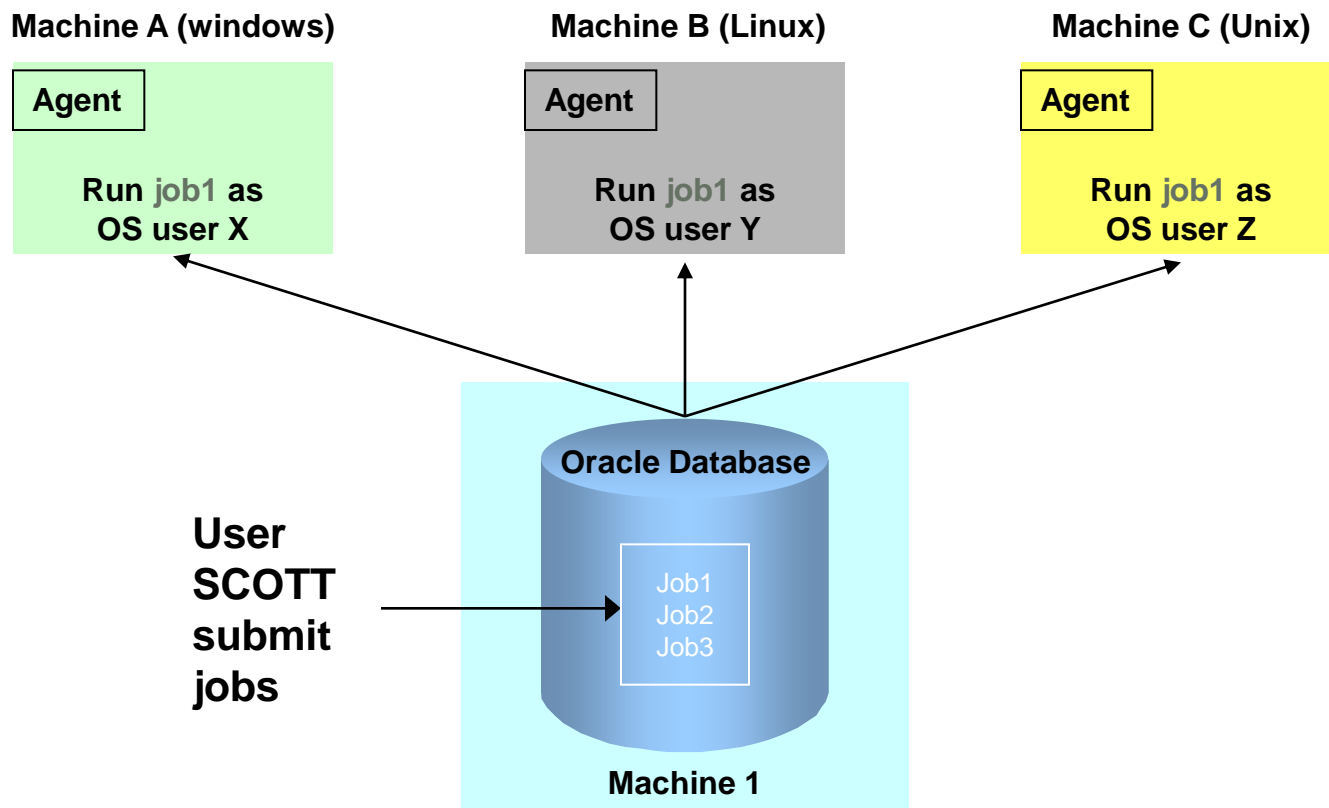 Machine A (windows)
Machine B (Linux)
Machine C (Unix)
Agent
Run job1 as
OS user X
Agent
Run job1 as
OS user Y
Agent
Run job1 as
OS user Z
Oracle Database
User
SCOTT
submit
jobs
Job1
Job2
Job3
Machine 1